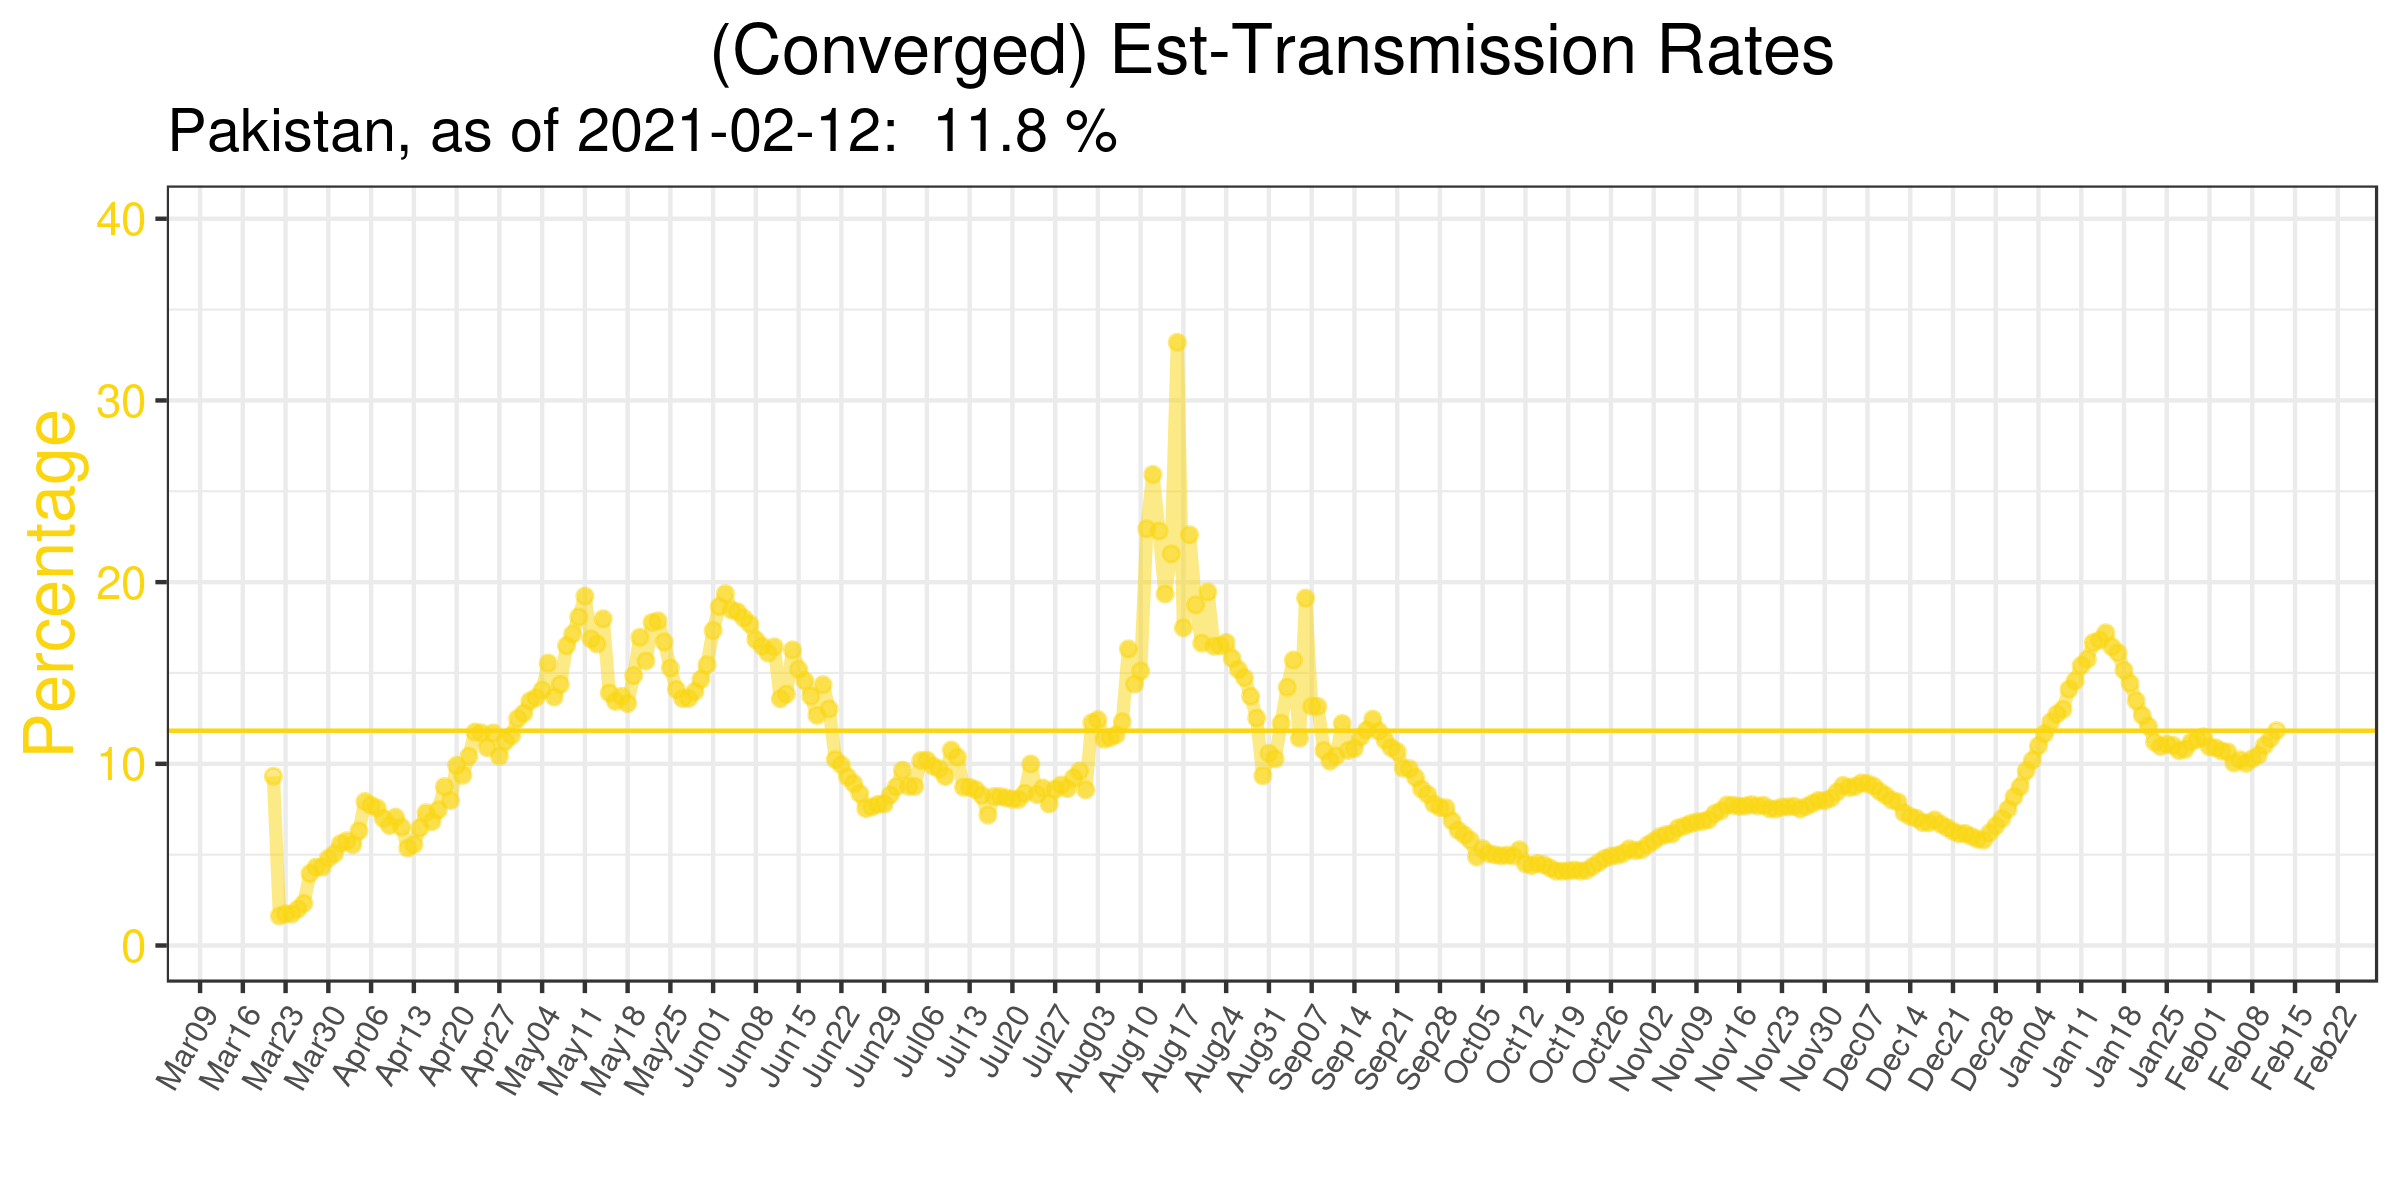 (Converged) Est-Transmission Rates
Pakistan, as of 2021-02-12:  11.8 %
Percentage
40
30
20
10
0
Mar09
Mar16
Mar23
Mar30
Apr06
Apr13
Apr20
Apr27
May04
May11
May18
May25
Jun01
Jun08
Jun15
Jun22
Jun29
Jul06
Jul13
Jul20
Jul27
Aug03
Aug10
Aug17
Aug24
Aug31
Sep07
Sep14
Sep21
Sep28
Oct05
Oct12
Oct19
Oct26
Nov02
Nov09
Nov16
Nov23
Nov30
Dec07
Dec14
Dec21
Dec28
Jan04
Jan11
Jan18
Jan25
Feb01
Feb08
Feb15
Feb22